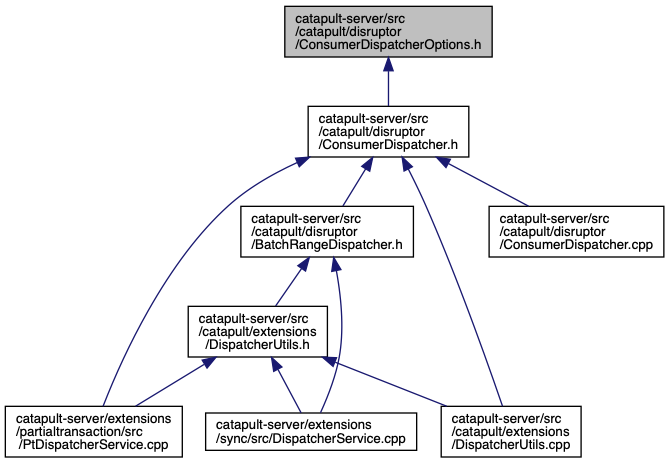 catapult-server/src
/catapult/disruptor
/ConsumerDispatcherOptions.h
catapult-server/src
/catapult/disruptor
/ConsumerDispatcher.h
catapult-server/src
/catapult/disruptor
/BatchRangeDispatcher.h
catapult-server/src
/catapult/disruptor
/ConsumerDispatcher.cpp
catapult-server/src
/catapult/extensions
/DispatcherUtils.h
catapult-server/extensions
/partialtransaction/src
/PtDispatcherService.cpp
catapult-server/extensions
/sync/src/DispatcherService.cpp
catapult-server/src
/catapult/extensions
/DispatcherUtils.cpp